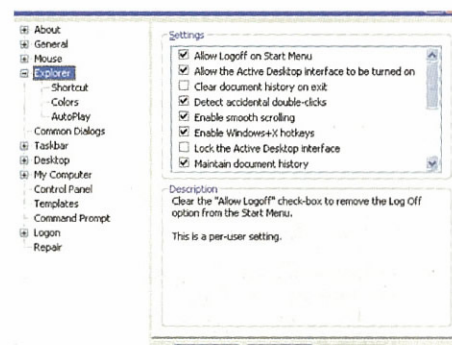 About
General
Mouse
Explorer
Shortcut
Colors
AutoPlay
Common Dialogs
Taskbar
Desktop
My Computer
Control Panel
Templates
Command Prompt
Logon
Repair
Settings
Allow Logoff on Start Menu
Allow the Active Desktop interface to be turned on
Clear document history on exit
Detect accidental double-clicks
Enable smooth scrolling
Enable Windows+X hotkeys
Lock the Active Desktop interface
Maintain document history
Description
Clear the "Allow Logoff" check-box to remove the Log Off
option from the Start Menu.
This is a per-user setting.